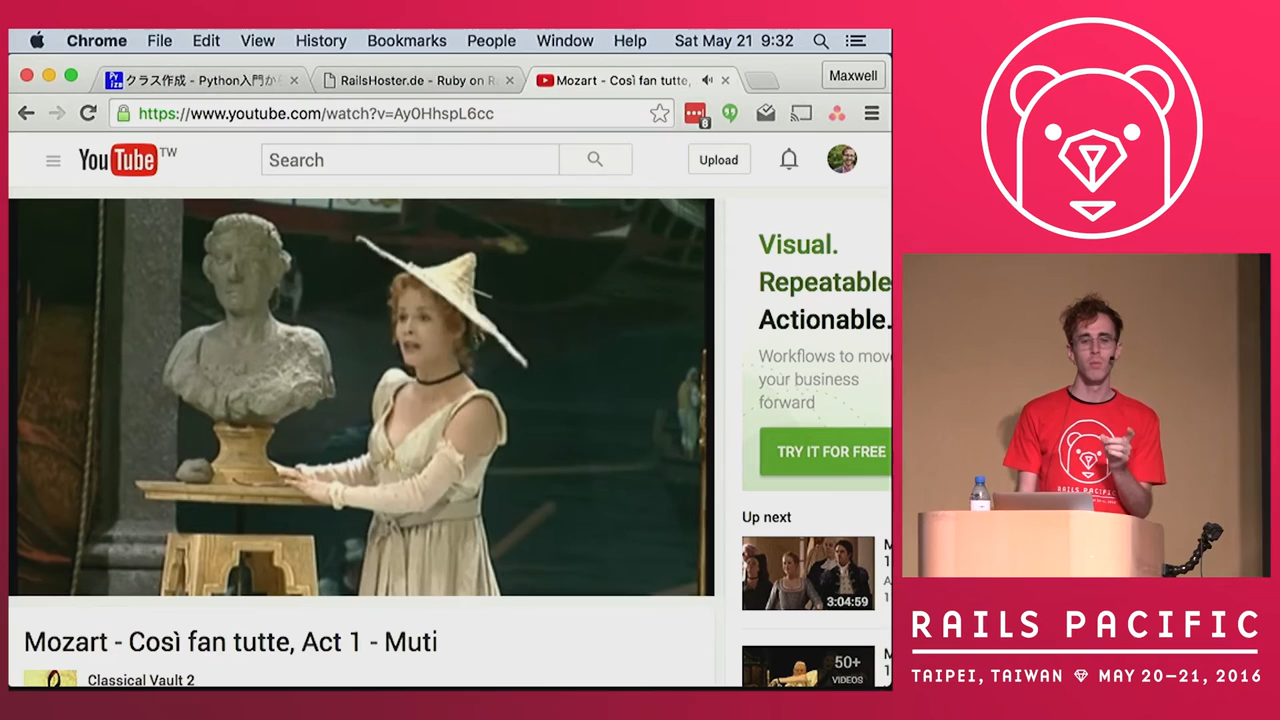 Chrome File Edit View History Bookmarks People Window Help Sat May 21 9:32
クラス作成 - Python入門か
RailsHoster.de - Ruby on R
Mozart - Così fan tutte,
Maxwell
https://www.youtube.com/watch?v=Ay0HhspL6cc
8
YouTube TW
Search
Upload
Visual.
Repeatable
Actionable.
Workflows to mov
your business
forward
TRY IT FOR FREE
Up next
3:04:59
50+
VIDEOS
Mozart - Così fan tutte, Act 1 - Muti
Classical Vault 2
RAILS PACIFIC
RAILS PACIFIC
TAIPEI, TAIWAN MAY 20–21, 2016